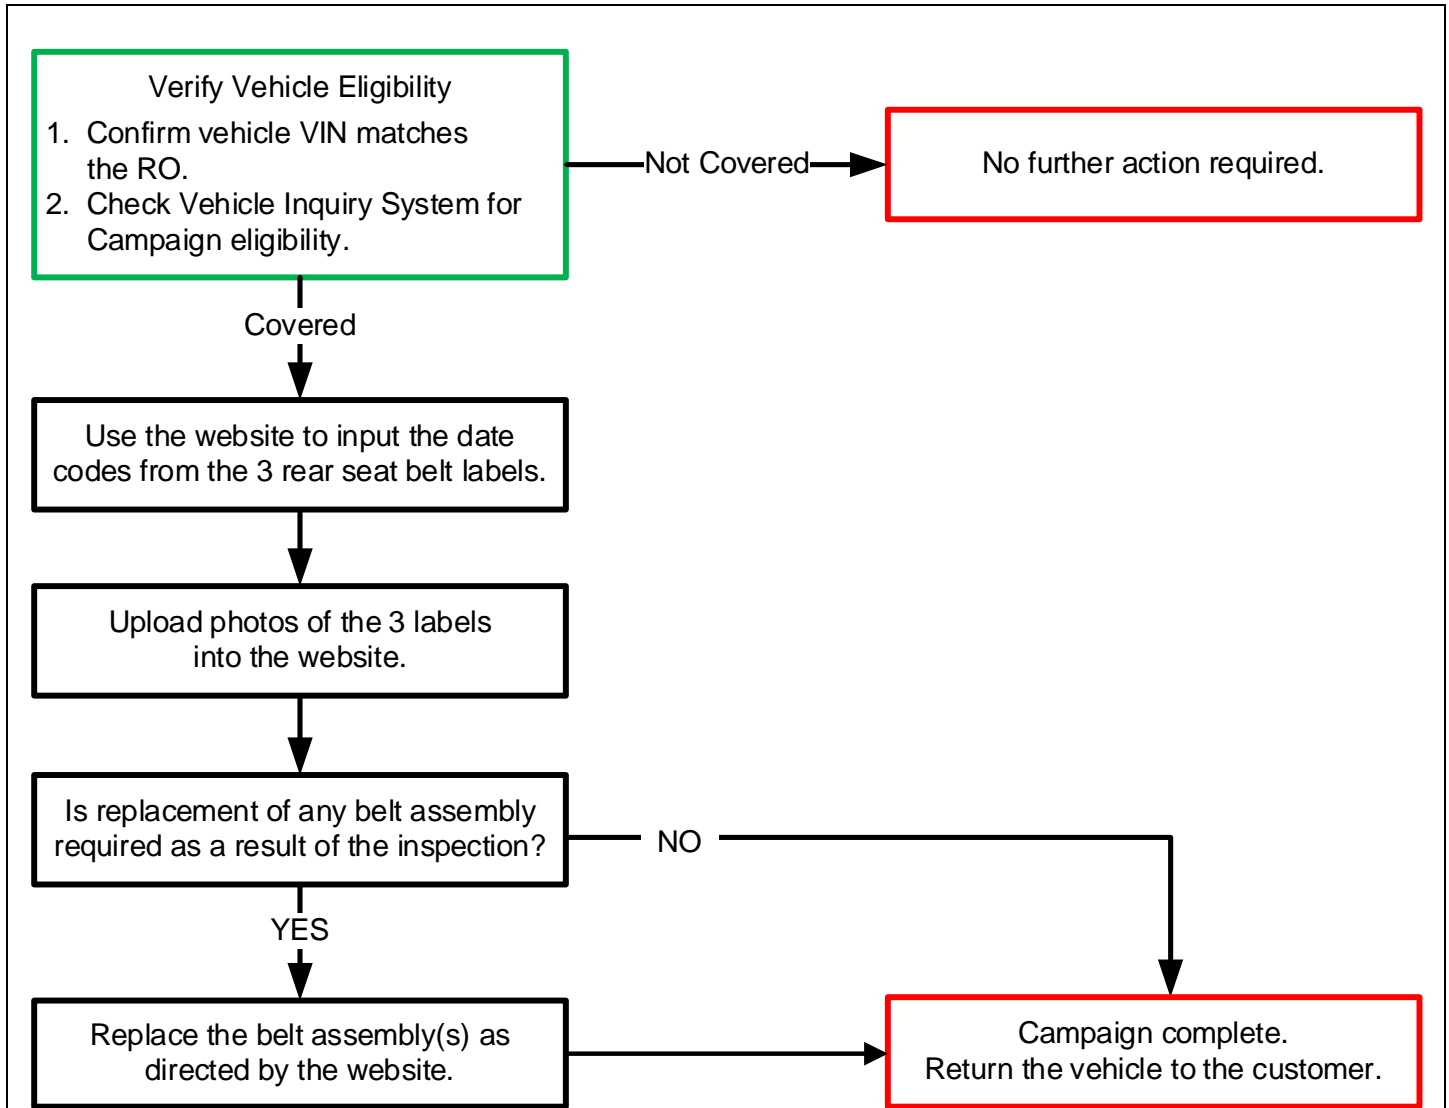 Verify Vehicle Eligibility
1. Confirm vehicle VIN matches
the RO.
2. Check Vehicle Inquiry System for
Campaign eligibility.
Not Covered
No further action required.
Covered
Use the website to input the date
codes from the 3 rear seat belt labels.
Upload photos of the 3 labels
into the website.
Is replacement of any belt assembly
required as a result of the inspection?
NO
YES
Replace the belt assembly(s) as
directed by the website.
Campaign complete.
Return the vehicle to the customer.